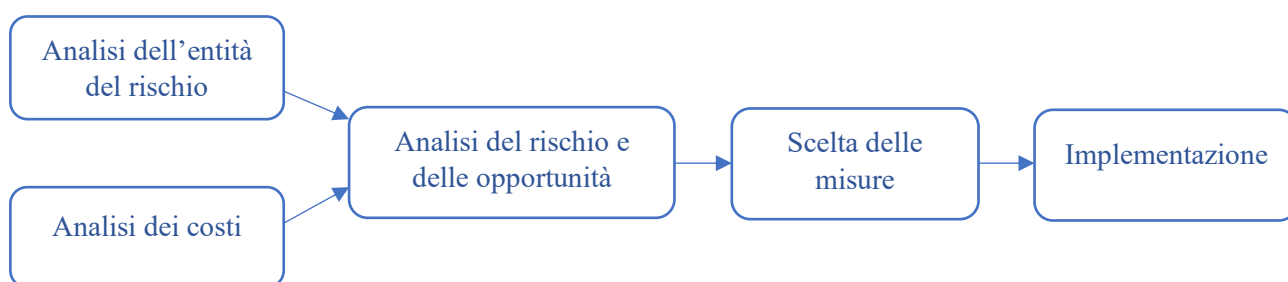 Analisi dell’entità
del rischio
Analisi dei costi
Analisi del rischio e
delle opportunità
Scelta delle
misure
Implementazione